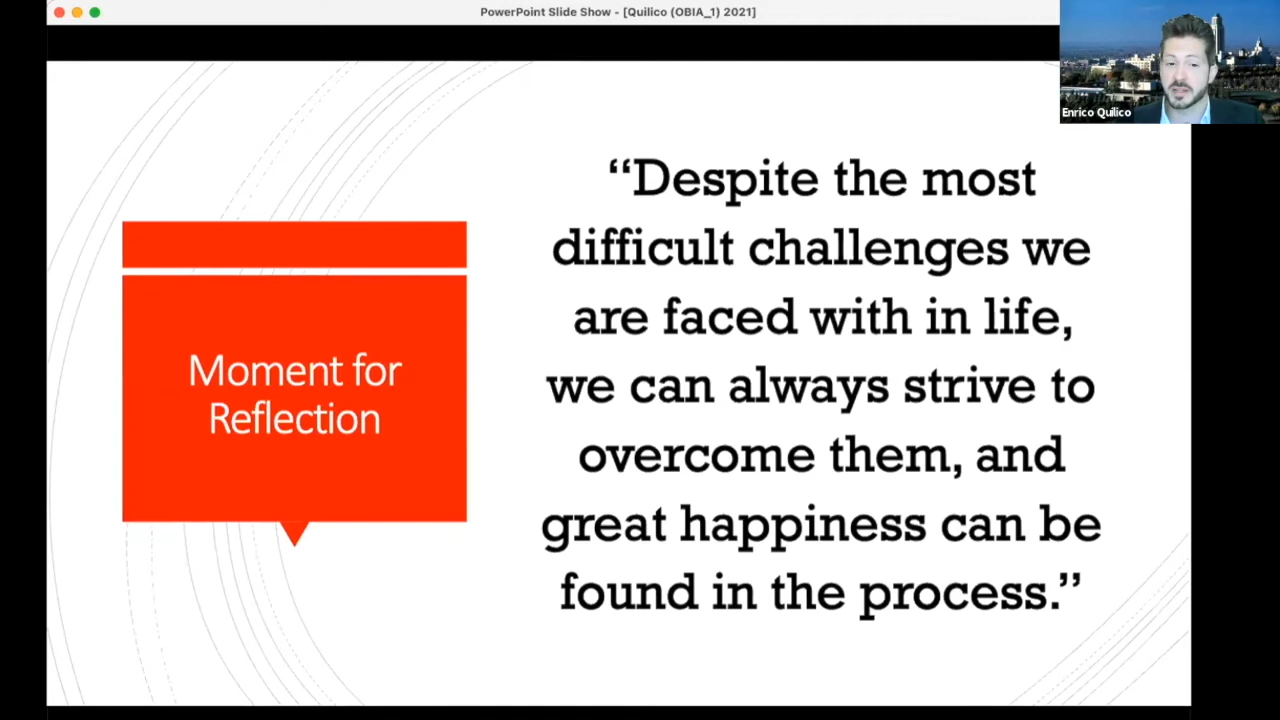 PowerPoint Slide Show - [Quilico (OBIA_1) 2021]
Enrico Quilico
Moment for
Reflection
“Despite the most
difficult challenges we
are faced with in life,
we can always strive to
overcome them, and
great happiness can be
found in the process.”